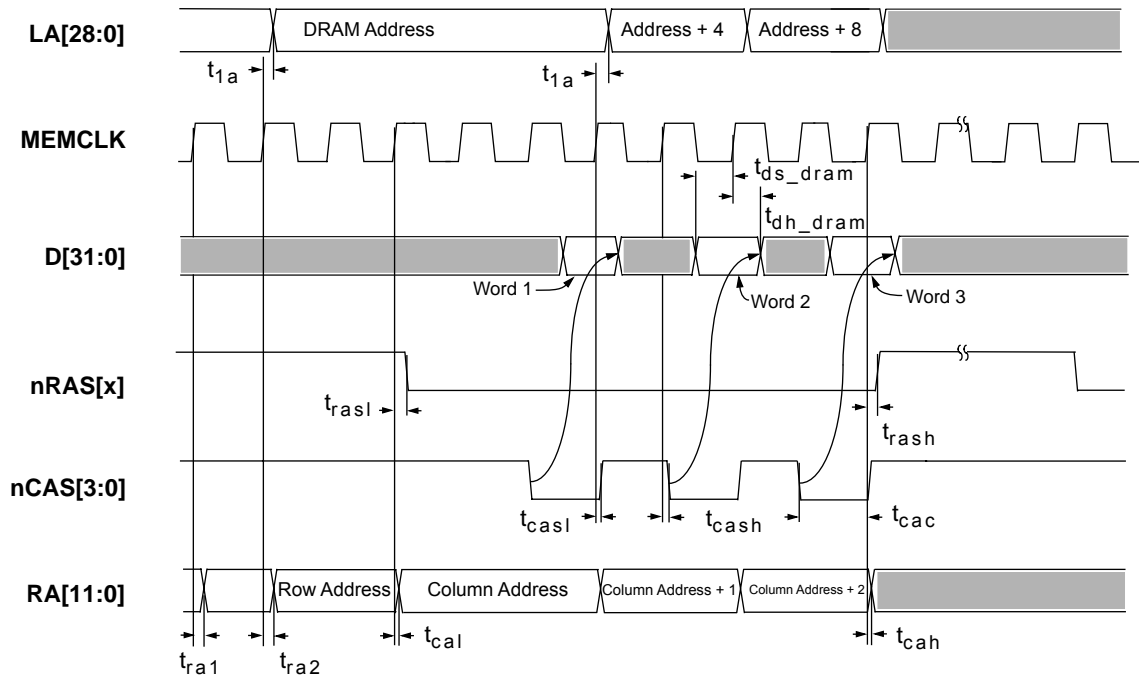 LA[28:0]
DRAM Address
Address + 4
Address + 8
t1a
t1a
MEMCLK
tds_dram
tdh_dram
D[31:0]
Word 1
Word 2
Word 3
nRAS[x]
trasl
trash
nCAS[3:0]
tcasl
tcash
tcac
RA[11:0]
Row Address
Column Address
Column Address + 1
Column Address + 2
tra1
tra2
tcal
tcah